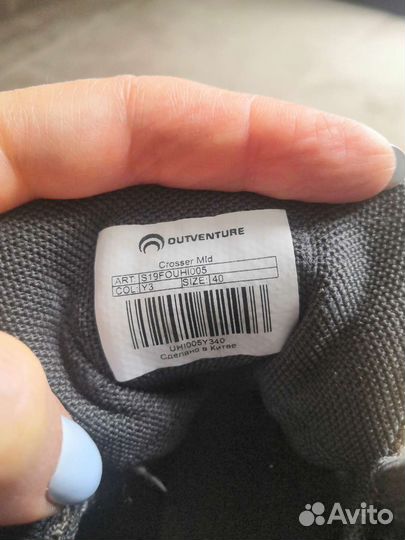 OUTVENTURE
Crosser Mid
ART: S19FOUHI005
COL: Y3 SIZE: 40
UHI005Y340
Сделано в Китае
Avito